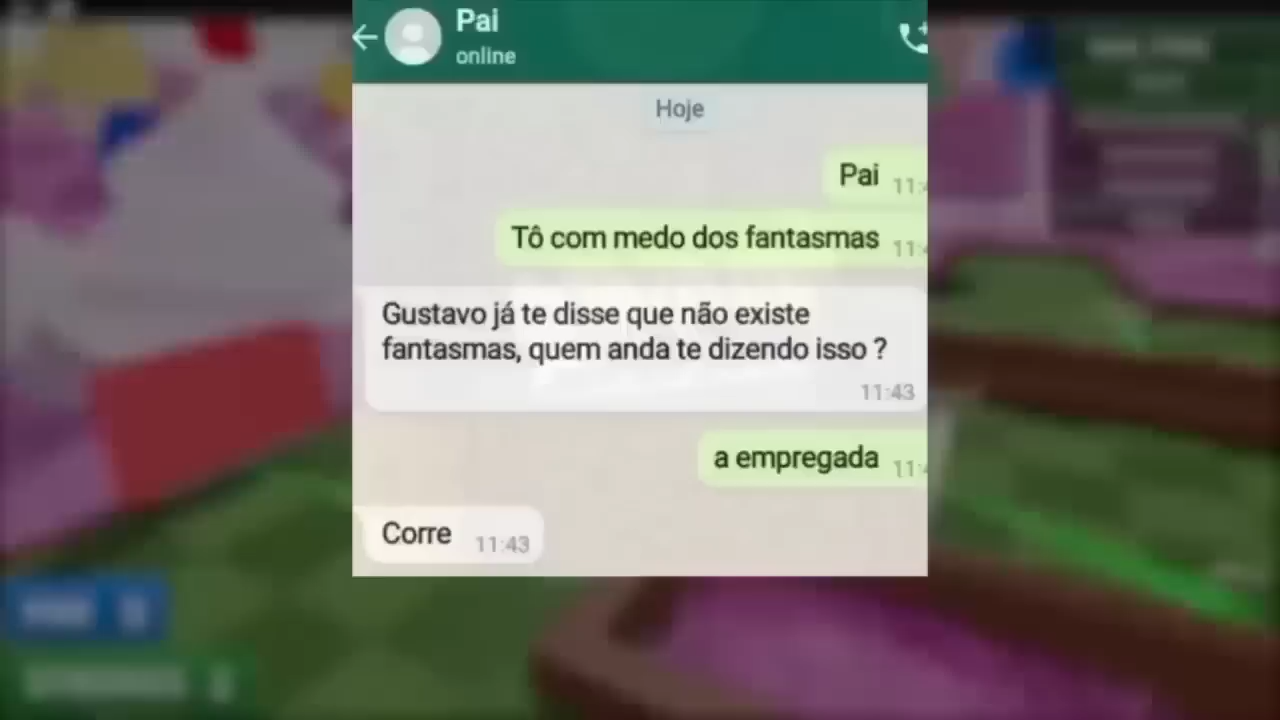 Pai
online
Hoje
Pai
Tô com medo dos fantasmas
Gustavo já te disse que não existe
fantasmas, quem anda te dizendo isso ?
11:43
a empregada
Corre 11:43